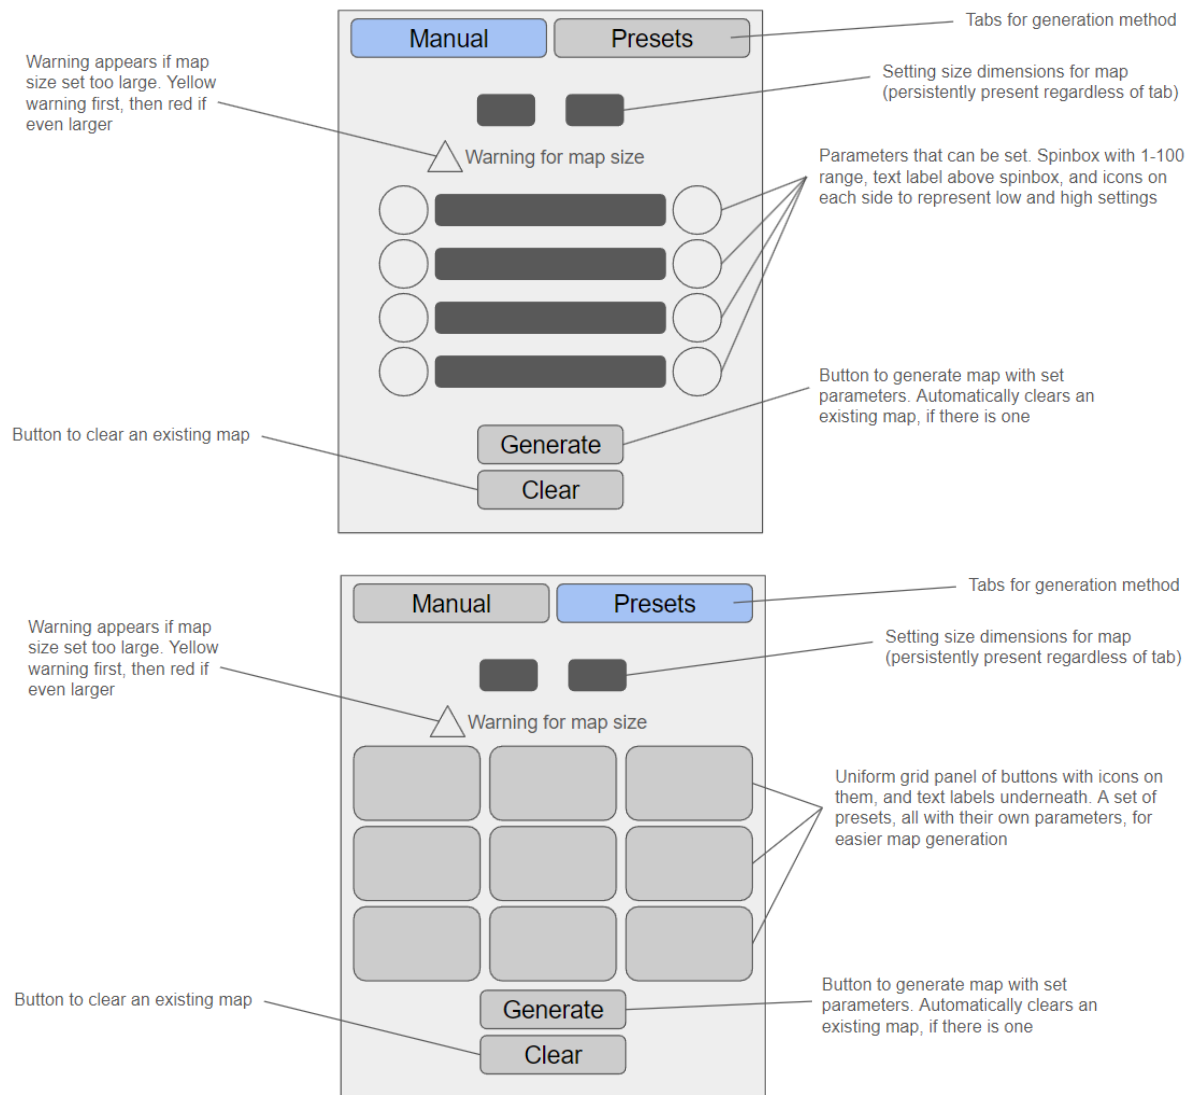 Manual
Presets
Tabs for generation method
Warning appears if map
size set too large. Yellow
warning first, then red if
even larger
Setting size dimensions for map
(persistently present regardless of tab)
Warning for map size
Parameters that can be set. Spinbox with 1-100
range, text label above spinbox, and icons on
each side to represent low and high settings
Button to generate map with set
parameters. Automatically clears an
existing map, if there is one
Button to clear an existing map
Generate
Clear
Manual
Presets
Tabs for generation method
Warning appears if map
size set too large. Yellow
warning first, then red if
even larger
Setting size dimensions for map
(persistently present regardless of tab)
Warning for map size
Uniform grid panel of buttons with icons on
them, and text labels underneath. A set of
presets, all with their own parameters, for
easier map generation
Button to generate map with set
parameters. Automatically clears an
existing map, if there is one
Button to clear an existing map
Generate
Clear